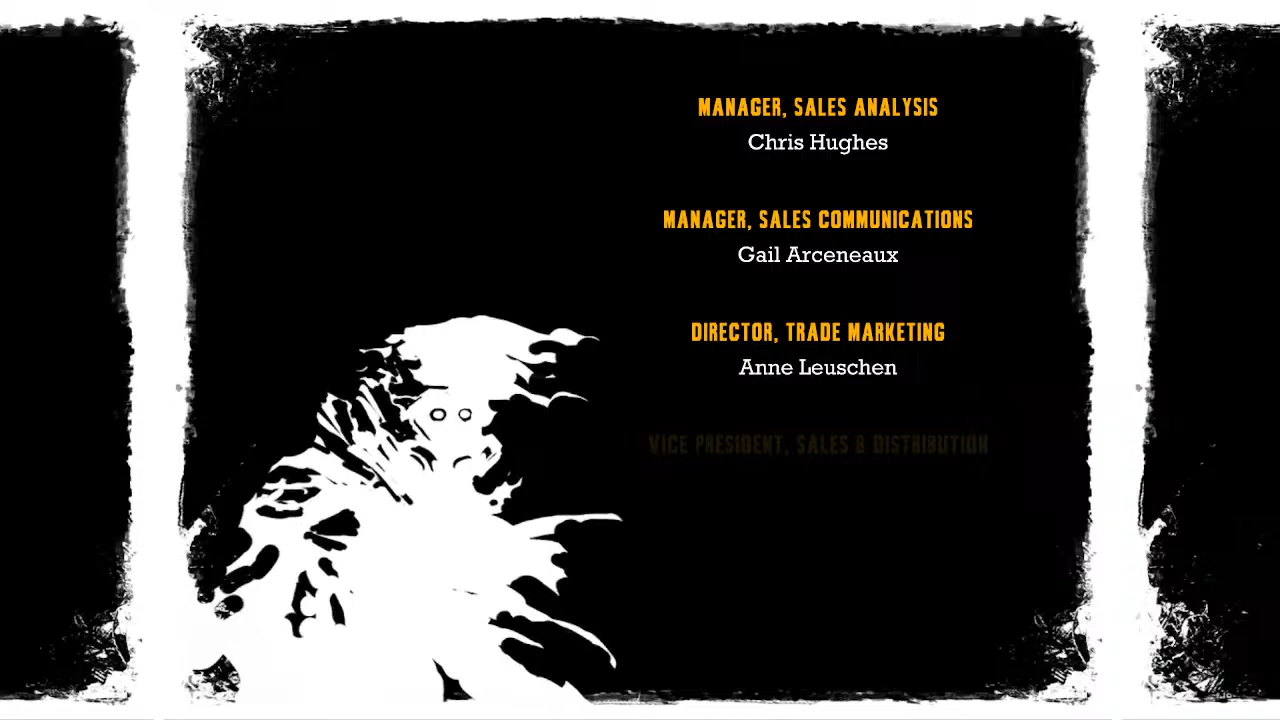 MANAGER, SALES ANALYSIS
Chris Hughes
MANAGER, SALES COMMUNICATIONS
Gail Arceneaux
DIRECTOR, TRADE MARKETING
Anne Leuschen
VICE PRESIDENT, SALES & DISTRIBUTION